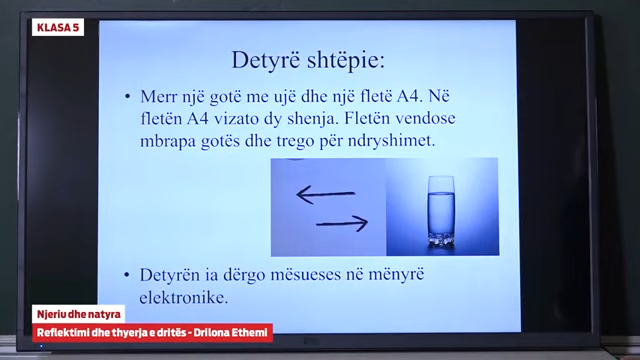 KLASA 5
Detyrë shtëpie:
• Merr një gotë me ujë dhe një fletë A4. Në
fletën A4 vizato dy shenja. Fletën vendose
mbrapa gotës dhe trego për ndryshimet.
• Detyrën ia dërgo mësueses në mënyrë
elektronike.
Njeriu dhe natyra
Reflektimi dhe thyerja e dritës - Drilona Ethemi